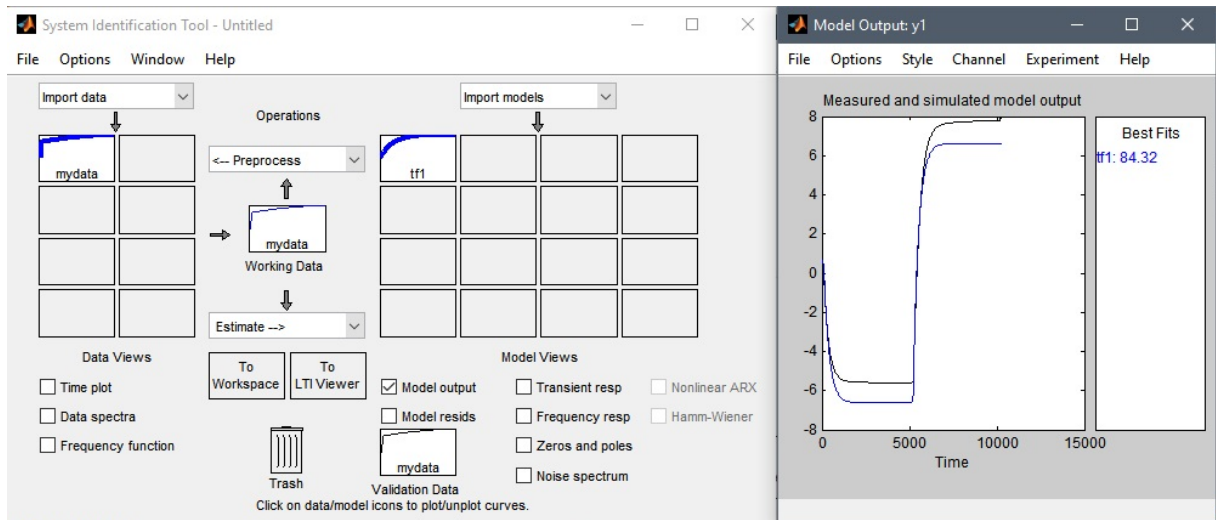 System Identification Tool - Untitled
File Options Window Help
Import data
Operations
Import models
mydata
<-- Preprocess
tf1
mydata
Working Data
Estimate -->
Data Views
To Workspace
To LTI Viewer
Model Views
Time plot
Data spectra
Frequency function
Model output
Model resids
Transient resp
Frequency resp
Zeros and poles
Noise spectrum
Nonlinear ARX
Hamm-Wiener
Trash
mydata
Validation Data
Click on data/model icons to plot/unplot curves.
Model Output: y1
File Options Style Channel Experiment Help
Measured and simulated model output
8
6
4
2
0
-2
-4
-6
-8
0 5000 10000 15000
Time
Best Fits
tf1: 84.32